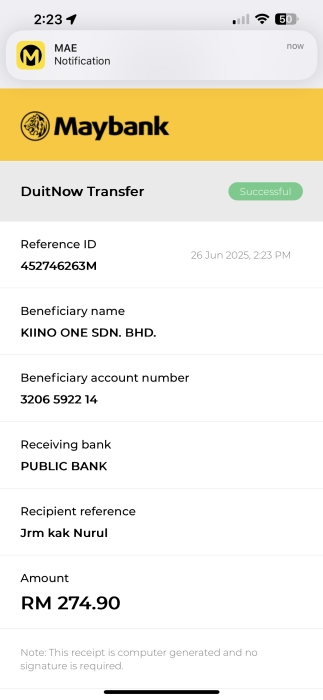 2:23
50
MAE
now
Notification
Maybank
DuitNow Transfer
Successful
Reference ID
452746263M
26 Jun 2025, 2:23 PM
Beneficiary name
KIINO ONE SDN. BHD.
Beneficiary account number
3206 5922 14
Receiving bank
PUBLIC BANK
Recipient reference
Jrm kak Nurul
Amount
RM 274.90
Note: This receipt is computer generated and no
signature is required.